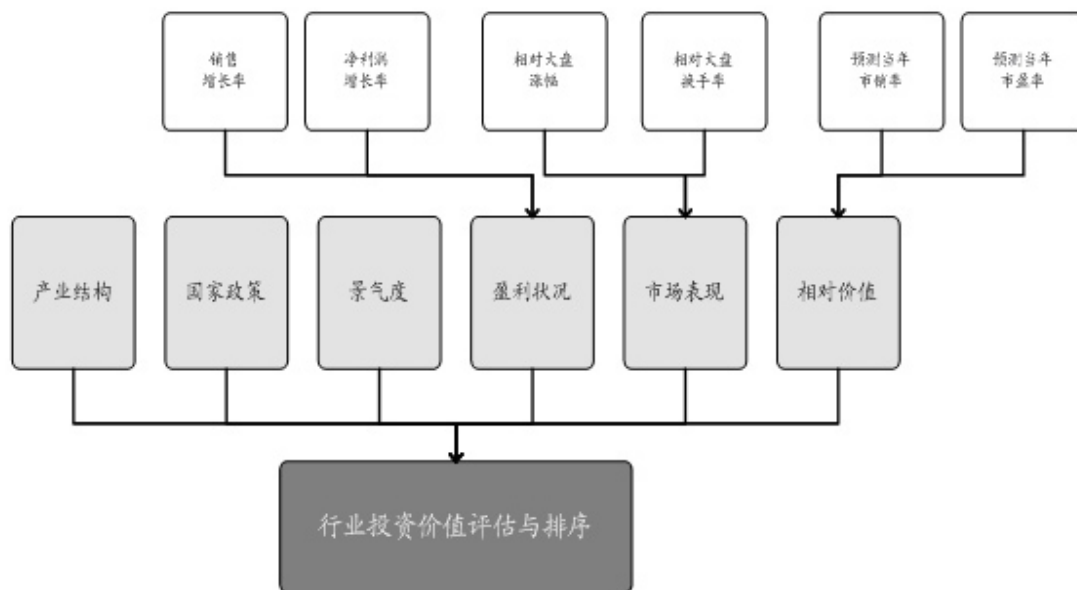 销售
增长率
净利润
增长率
相对大盘
涨幅
相对大盘
换手率
预测当年
市销率
预测当年
市盈率
产业结构
国家政策
景气度
盈利状况
市场表现
相对价值
行业投资价值评估与排序